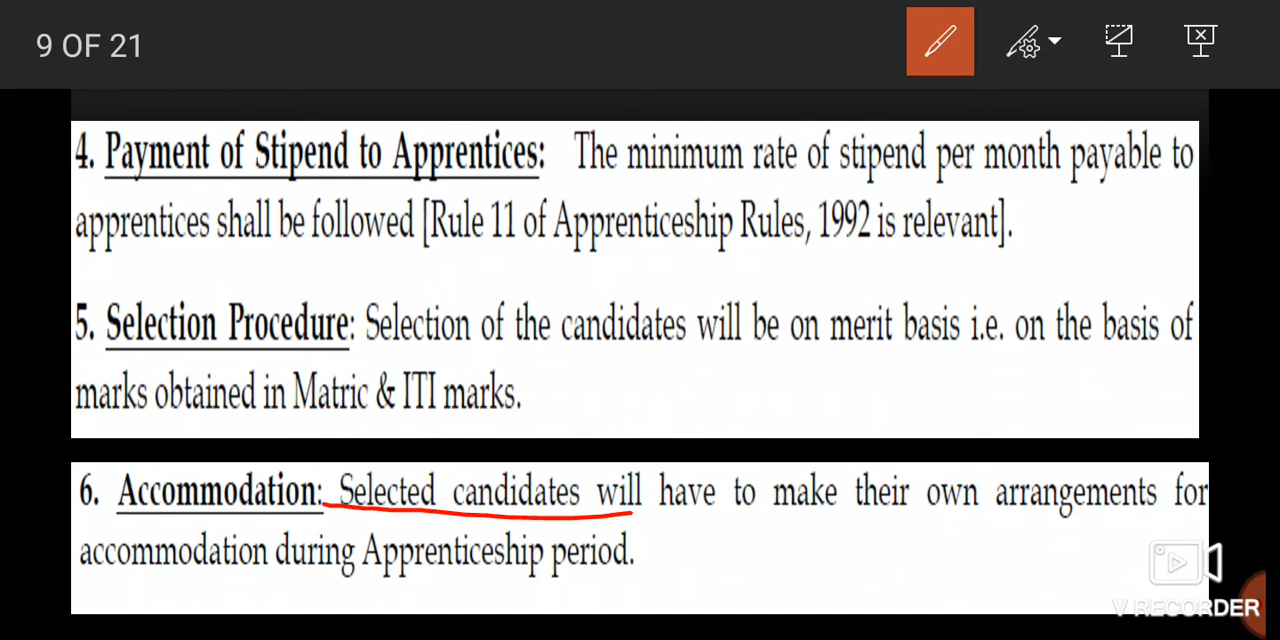 9 OF 21
4. Payment of Stipend to Apprentices: The minimum rate of stipend per month payable to
apprentices shall be followed [Rule 11 of Apprenticeship Rules, 1992 is relevant].
5. Selection Procedure: Selection of the candidates will be on merit basis i.e. on the basis of
marks obtained in Matric & ITI marks.
6. Accommodation: Selected candidates will have to make their own arrangements for
accommodation during Apprenticeship period.
V RECORDER